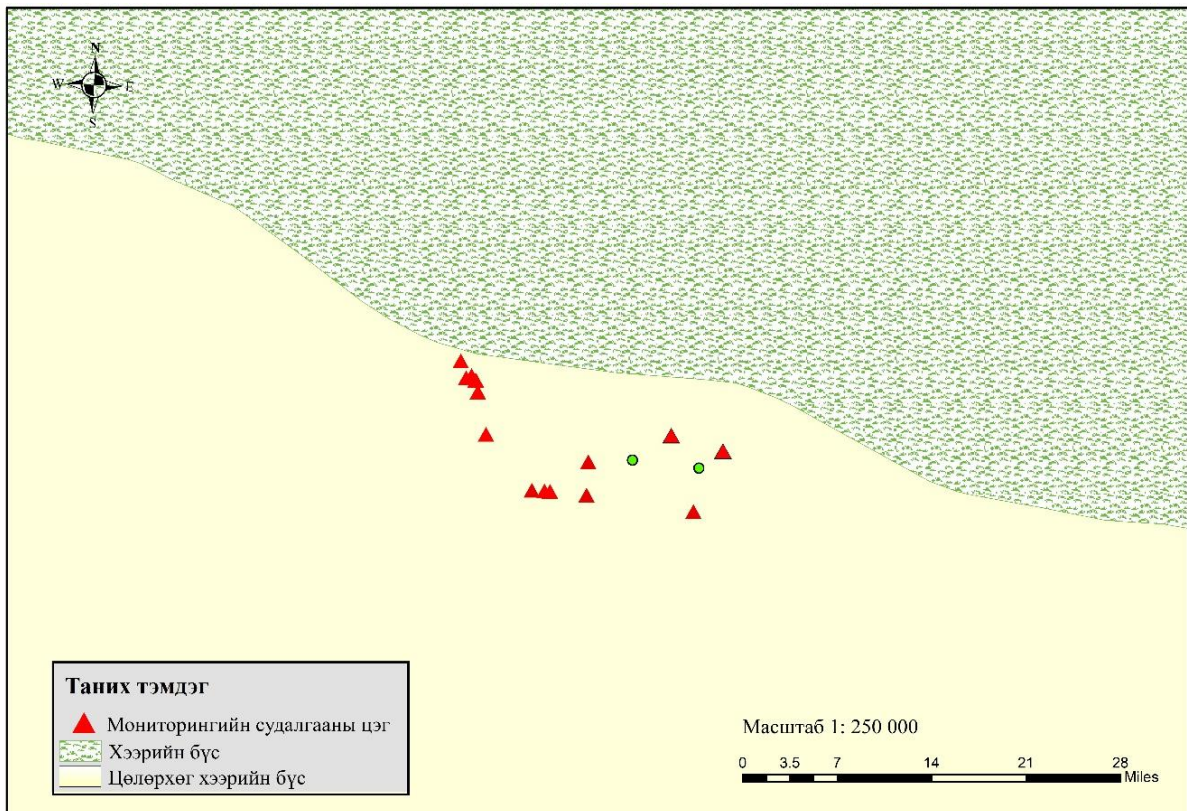 N
W E
S
Таних тэмдэг
Мониторингийн судалгааны цэг
Хээрийн бүс
Цөлөрхөг хээрийн бүс
Масштаб 1: 250 000
0 3.5 7 14 21 28
Miles